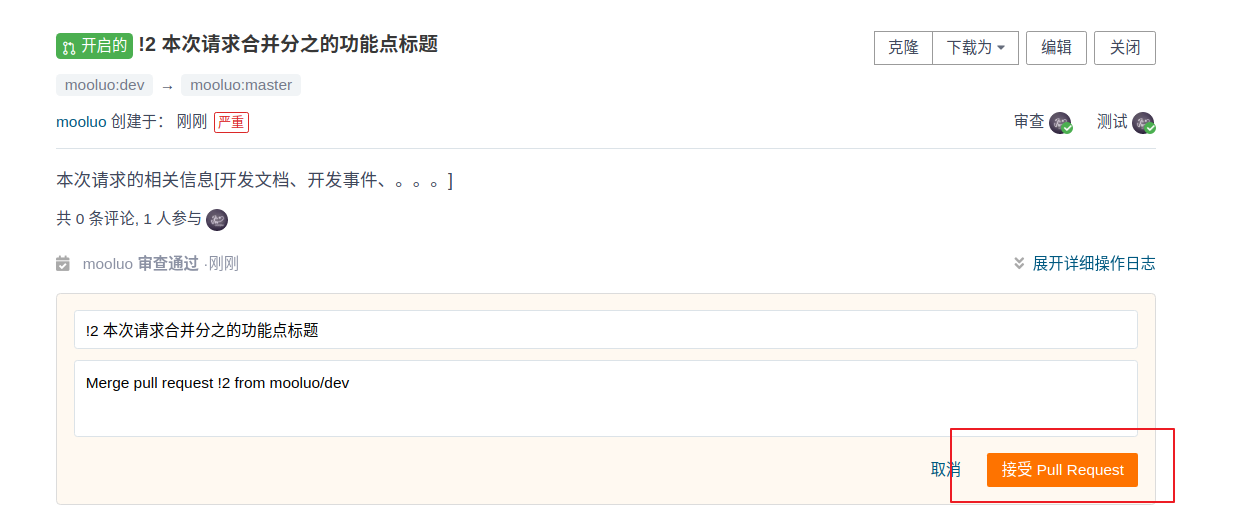 开启的 !2 本次请求合并分之的功能点标题
克隆 下载为 编辑 关闭
mooluo:dev → mooluo:master
mooluo 创建于： 刚刚 严重
审查 测试
本次请求的相关信息[开发文档、开发事件、。。。]
共 0 条评论, 1 人参与
mooluo 审查通过 ·刚刚
展开详细操作日志
!2 本次请求合并分之的功能点标题
Merge pull request !2 from mooluo/dev
取消 接受 Pull Request